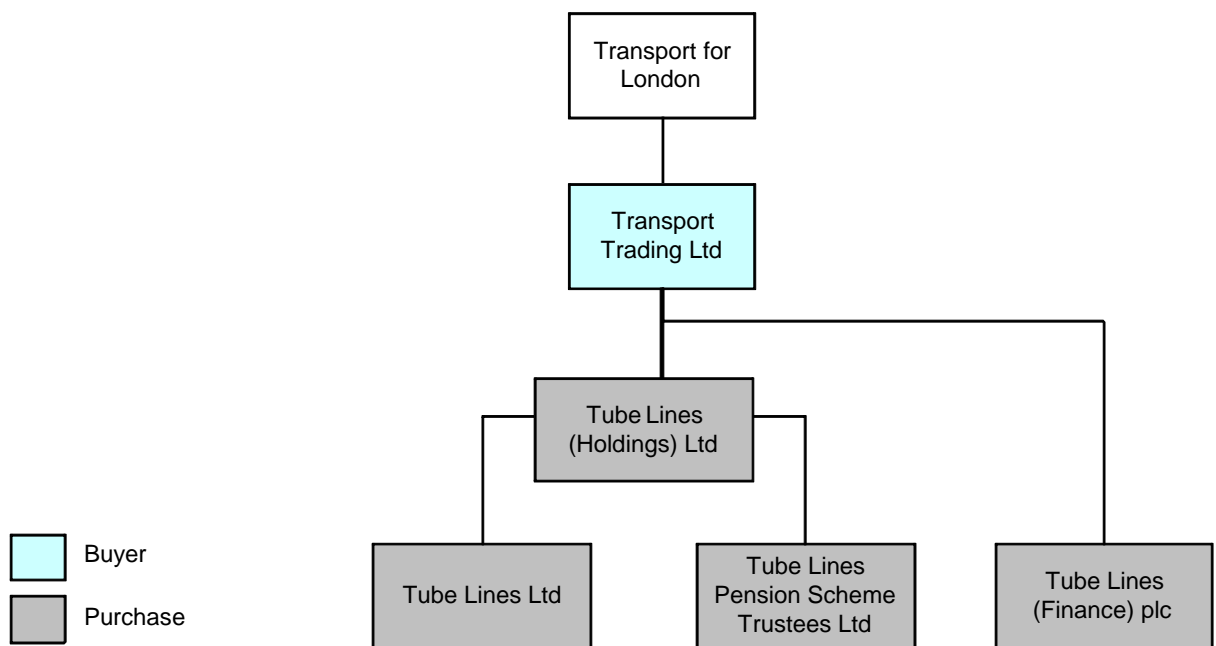 Transport for
London
Transport
Trading Ltd
Tube Lines
(Holdings) Ltd
Tube Lines Ltd
Tube Lines
Pension Scheme
Trustees Ltd
Tube Lines
(Finance) plc
Buyer
Purchase